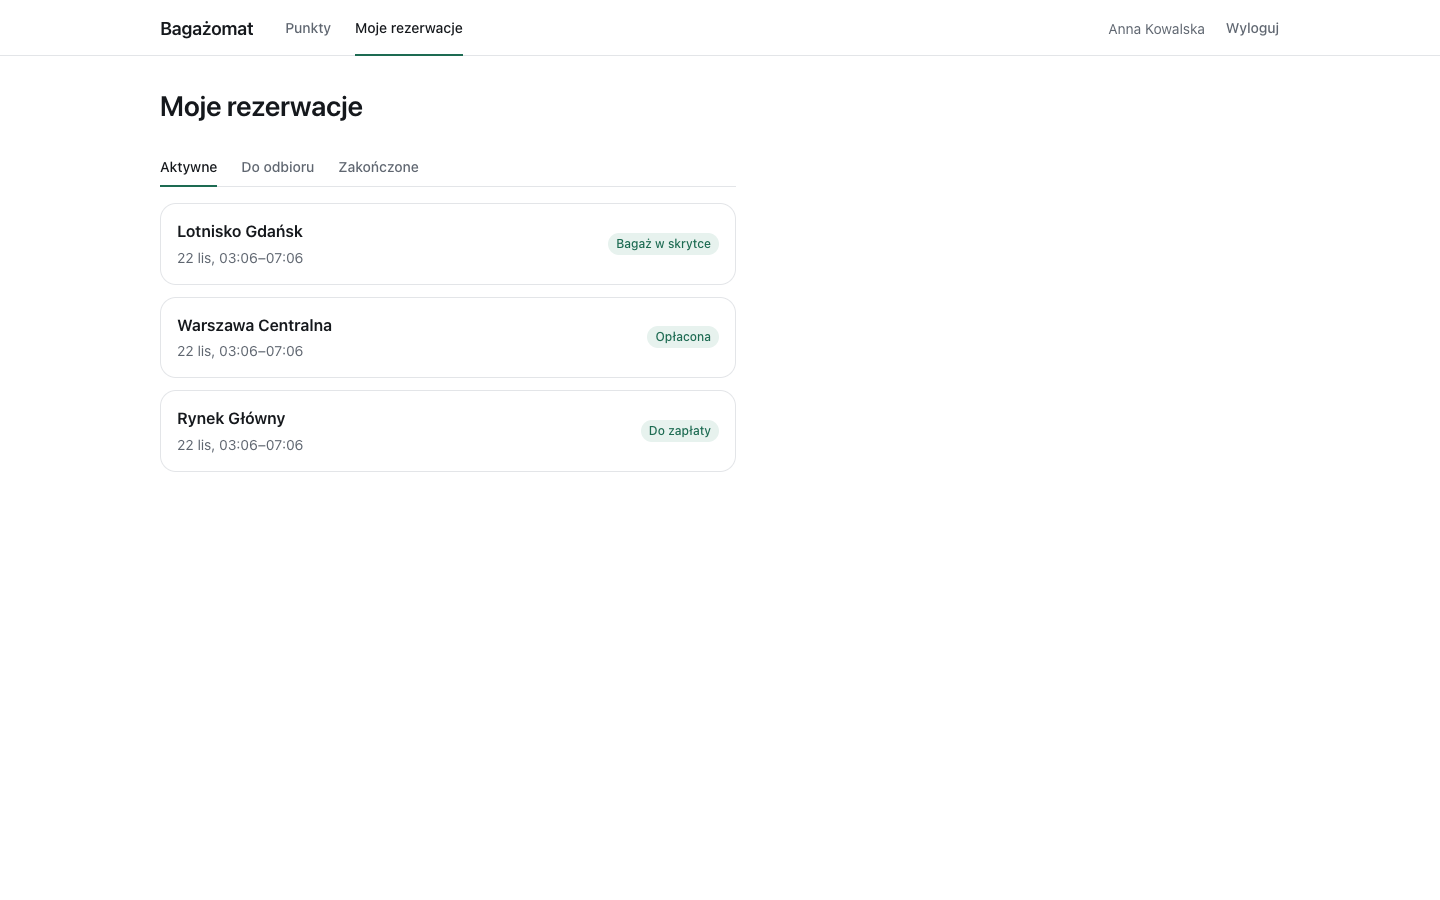 Bagażomat Punkty Moje rezerwacje Anna Kowalska Wyloguj
Moje rezerwacje
Aktywne Do odbioru Zakończone
Lotnisko Gdańsk
22 lis, 03:06–07:06
Bagaż w skrytce
Warszawa Centralna
22 lis, 03:06–07:06
Opłacona
Rynek Główny
22 lis, 03:06–07:06
Do zapłaty